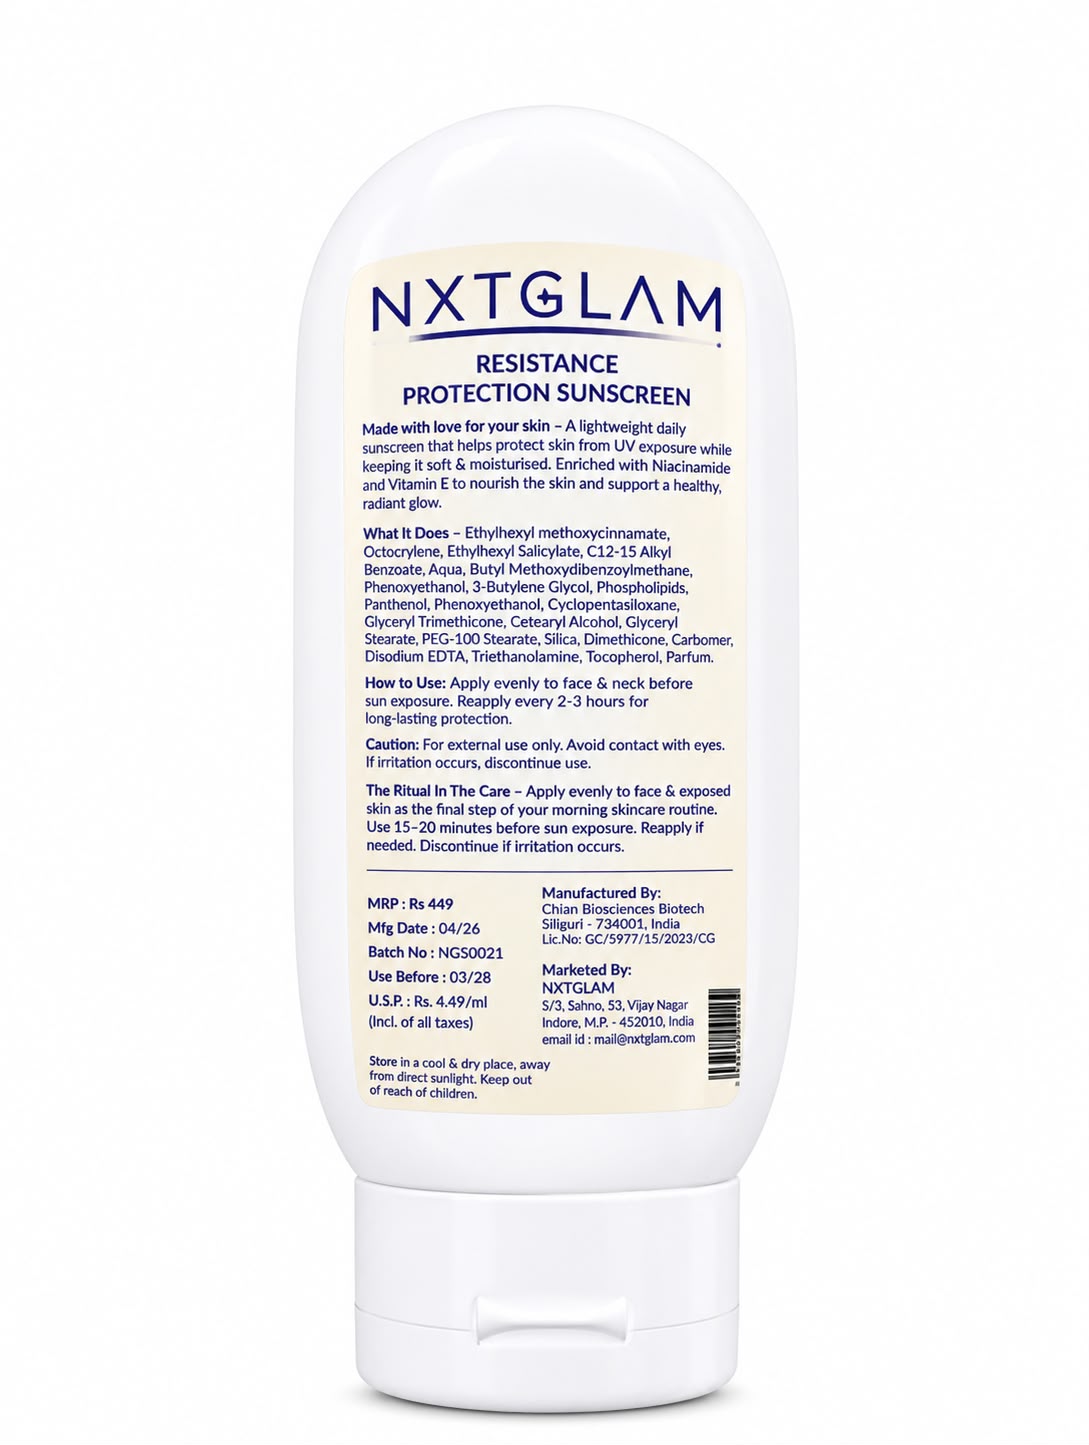 NXTGLAM
RESISTANCE
PROTECTION SUNSCREEN
Made with love for your skin – A lightweight daily
sunscreen that helps protect skin from UV exposure while
keeping it soft & moisturised. Enriched with Niacinamide
and Vitamin E to nourish the skin and support a healthy,
radiant glow.
What It Does – Ethylhexyl methoxycinnamate,
Octocrylene, Ethylhexyl Salicylate, C12-15 Alkyl
Benzoate, Aqua, Butyl Methoxydibenzoylmethane,
Phenoxyethanol, 3-Butylene Glycol, Phospholipids,
Panthenol, Phenoxyethanol, Cyclopentasiloxane,
Glyceryl Trimethicone, Cetearyl Alcohol, Glyceryl
Stearate, PEG-100 Stearate, Silica, Dimethicone, Carbomer,
Disodium EDTA, Triethanolamine, Tocopherol, Parfum.
How to Use: Apply evenly to face & neck before
sun exposure. Reapply every 2-3 hours for
long-lasting protection.
Caution: For external use only. Avoid contact with eyes.
If irritation occurs, discontinue use.
The Ritual In The Care – Apply evenly to face & exposed
skin as the final step of your morning skincare routine.
Use 15–20 minutes before sun exposure. Reapply if
needed. Discontinue if irritation occurs.
MRP : Rs 449
Mfg Date : 04/26
Batch No : NGS0021
Use Before : 03/28
U.S.P. : Rs. 4.49/ml
(Incl. of all taxes)
Manufactured By:
Chian Biosciences Biotech
Siliguri - 734001, India
Lic.No: GC/5977/15/2023/CG
Marketed By:
NXTGLAM
S/3, Sahno, 53, Vijay Nagar
Indore, M.P. - 452010, India
email id : mail@nxtglam.com
Store in a cool & dry place, away
from direct sunlight. Keep out
of reach of children.